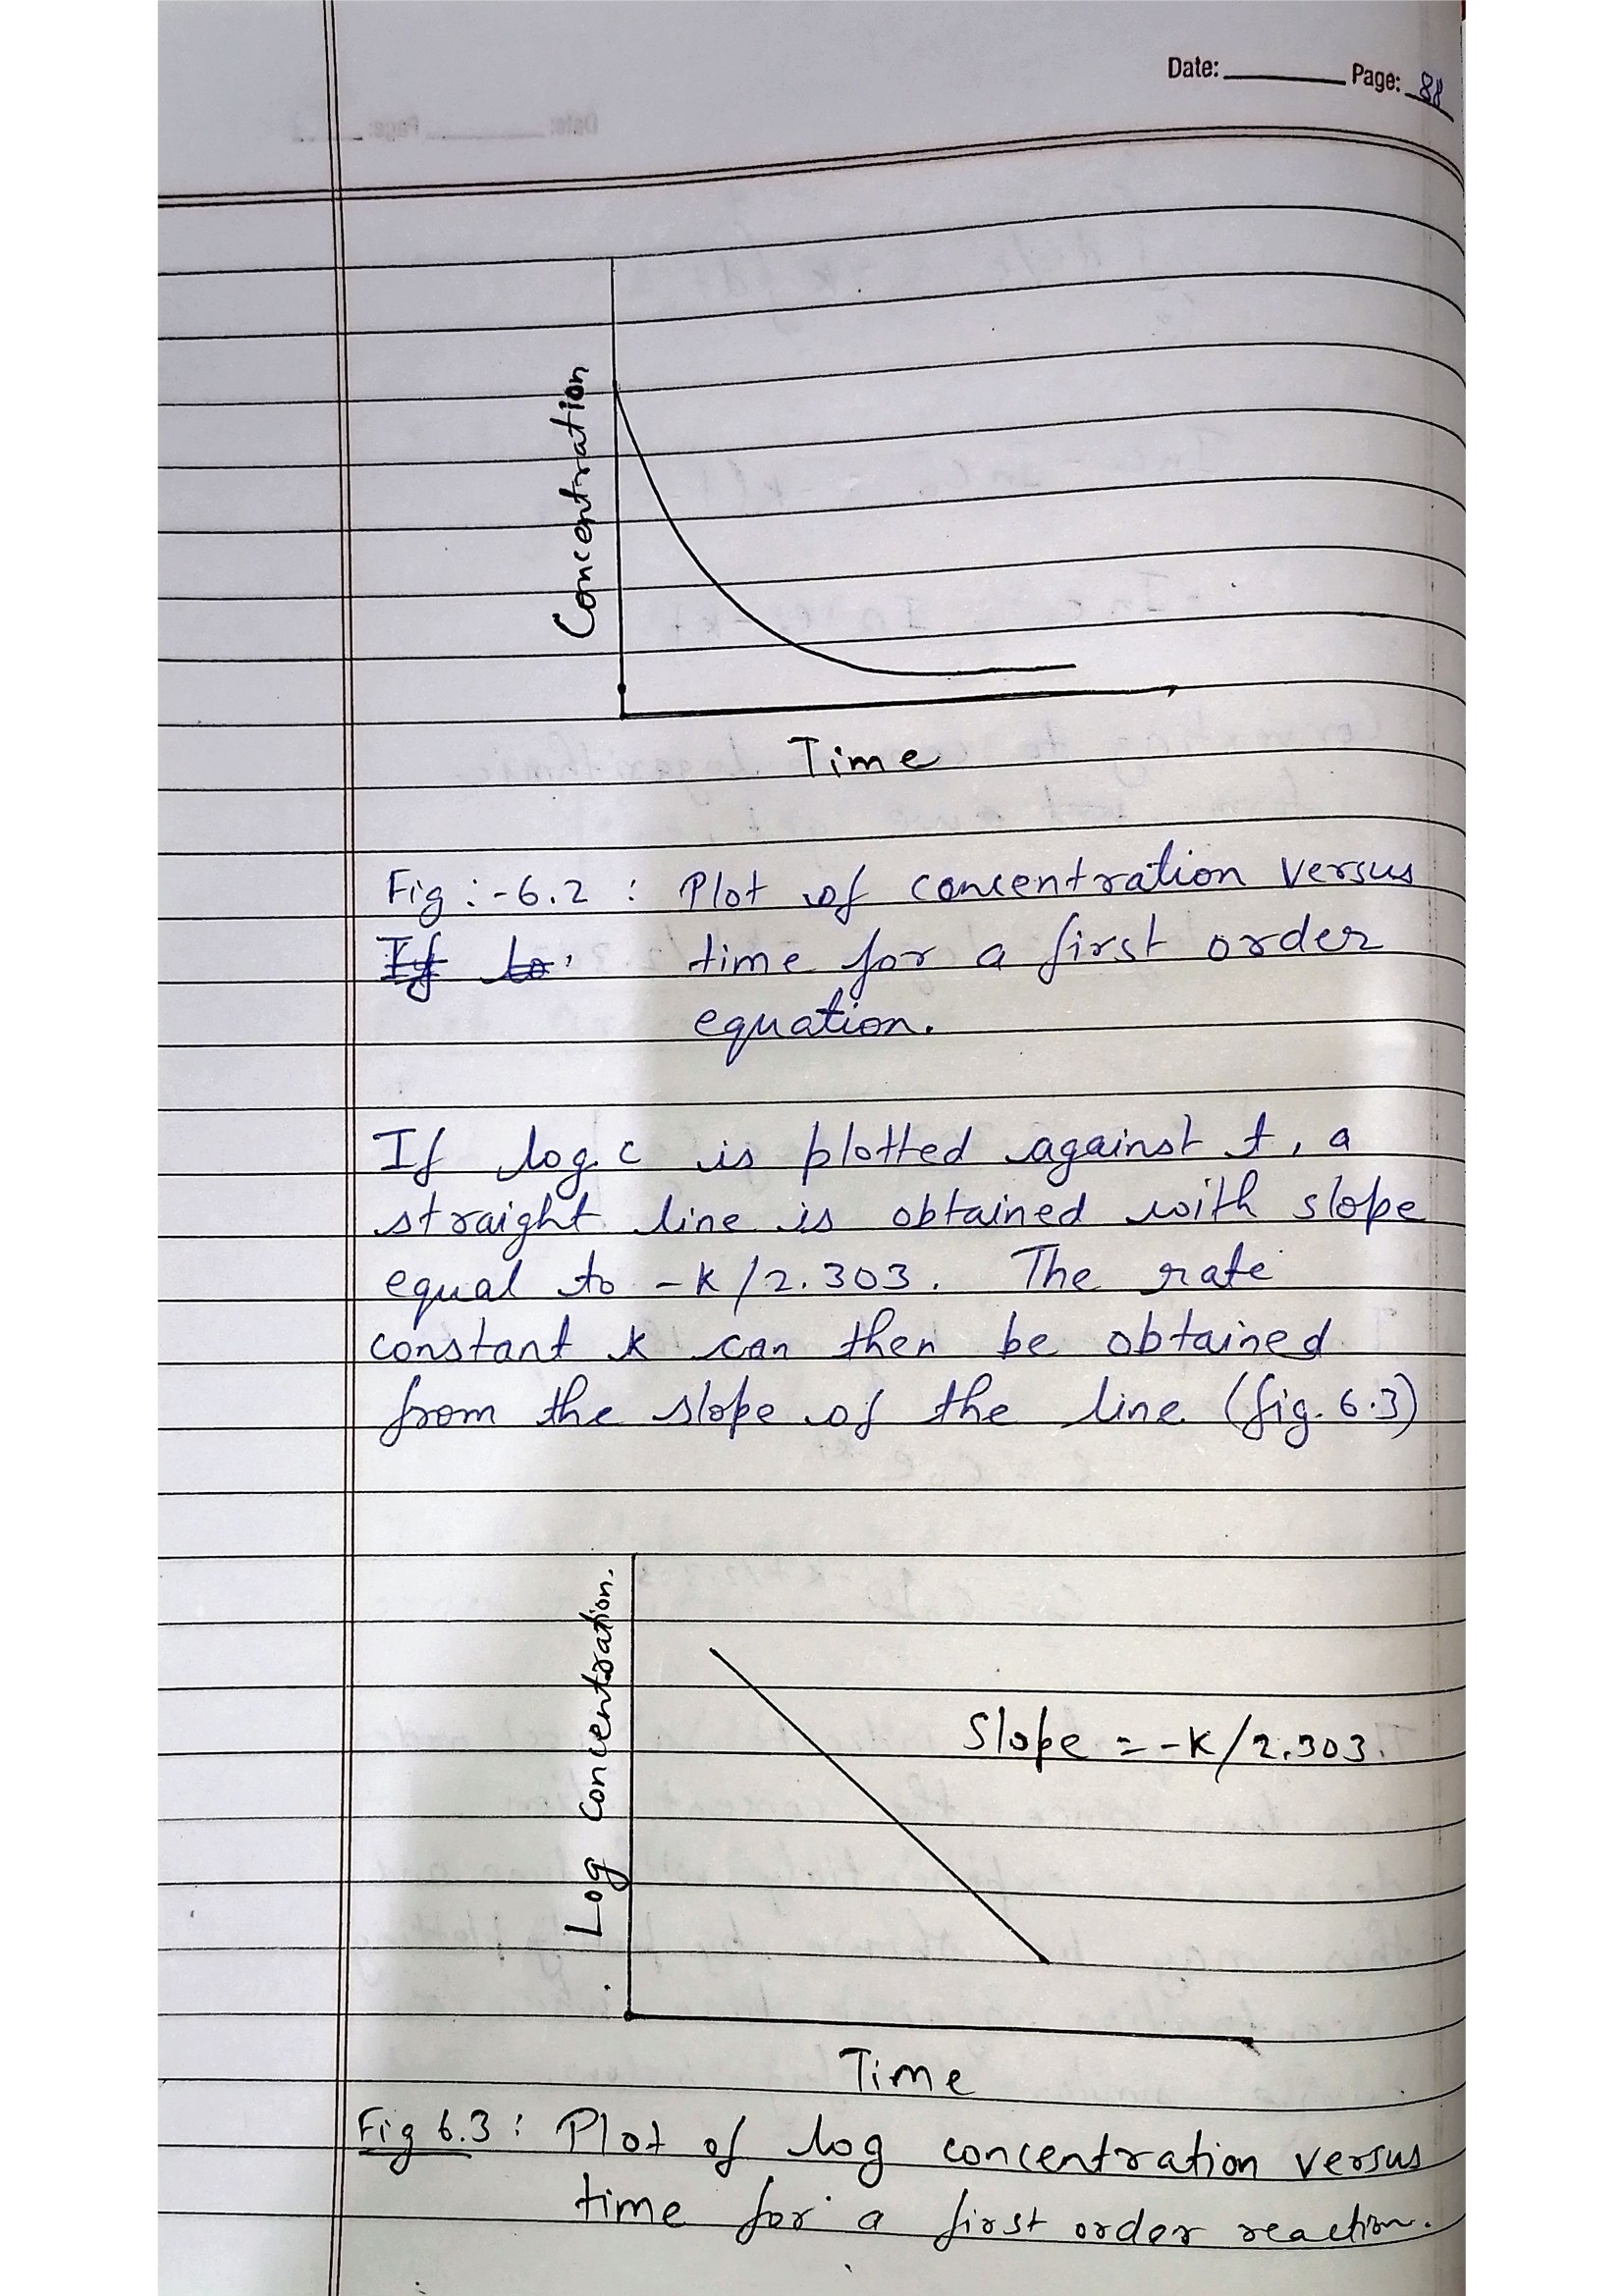 Date: Page: 88
Concentration
Time
Fig :- 6.2 : Plot of concentration versus
If lo time for a first order
equation.
If log c is plotted against t, a
straight line is obtained with slope
equal to -K/2.303. The rate
constant k can then be obtained
from the slope of the line (fig. 6.3)
Log Concentration.
Slope = -K/2.303.
Time
Fig 6.3 : Plot of log concentration versus
time for a first order reaction.